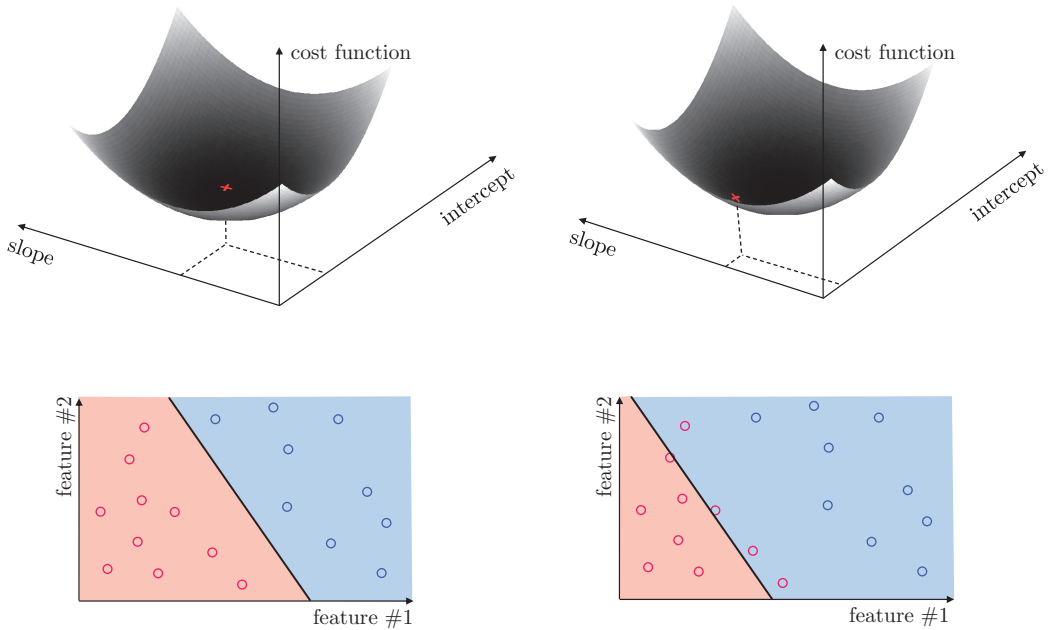 cost function
intercept
slope
cost function
intercept
slope
feature #2
feature #1
feature #2
feature #1